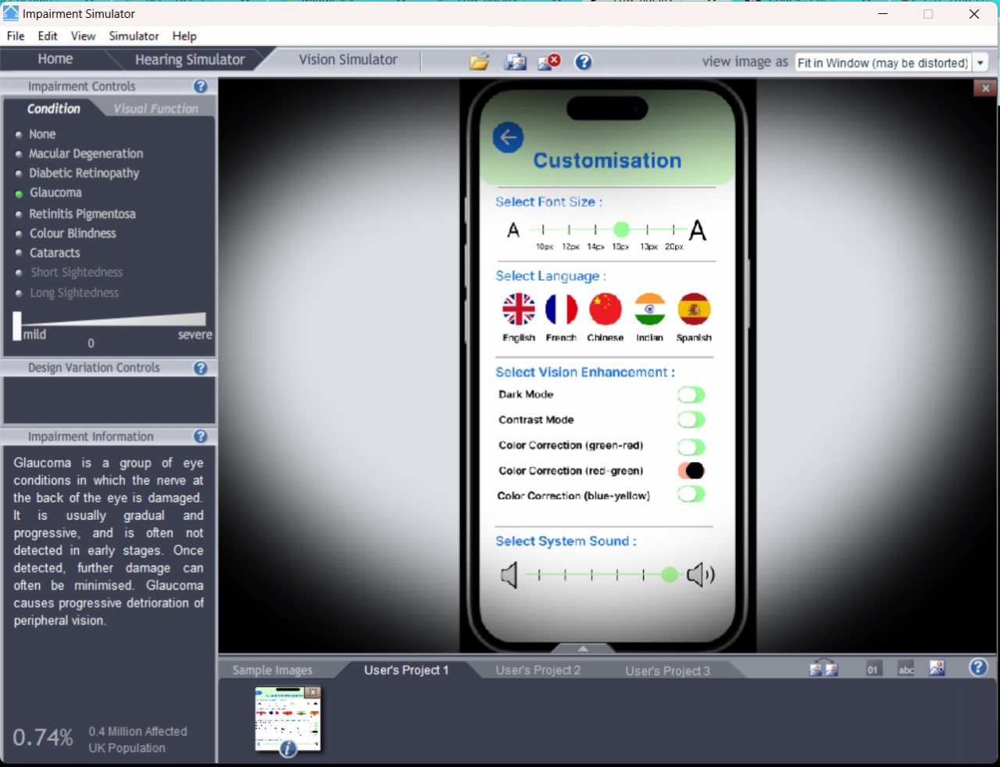 Impairment Simulator
File Edit View Simulator Help
Home Hearing Simulator Vision Simulator view image as Fit in Window (may be distorted)
Impairment Controls
Condition Visual Function
None
Macular Degeneration
Diabetic Retinopathy
Glaucoma
Retinitis Pigmentosa
Colour Blindness
Cataracts
Short Sightedness
Long Sightedness
mild severe
0
Design Variation Controls
Impairment Information
Glaucoma is a group of eye
conditions in which the nerve at
the back of the eye is damaged.
It is usually gradual and
progressive, and is often not
detected in early stages. Once
detected, further damage can
often be minimised. Glaucoma
causes progressive detrioration of
peripheral vision.
0.74% 0.4 Million Affected
UK Population
Customisation
Select Font Size :
A A
10px 12px 14px 20px
Select Language :
English French Chinese Indian Spanish
Select Vision Enhancement :
Dark Mode
Contrast Mode
Color Correction (green-red)
Color Correction (red-green)
Color Correction (blue-yellow)
Select System Sound :
Sample Images User's Project 1 User's Project 2 User's Project 3 01 abc